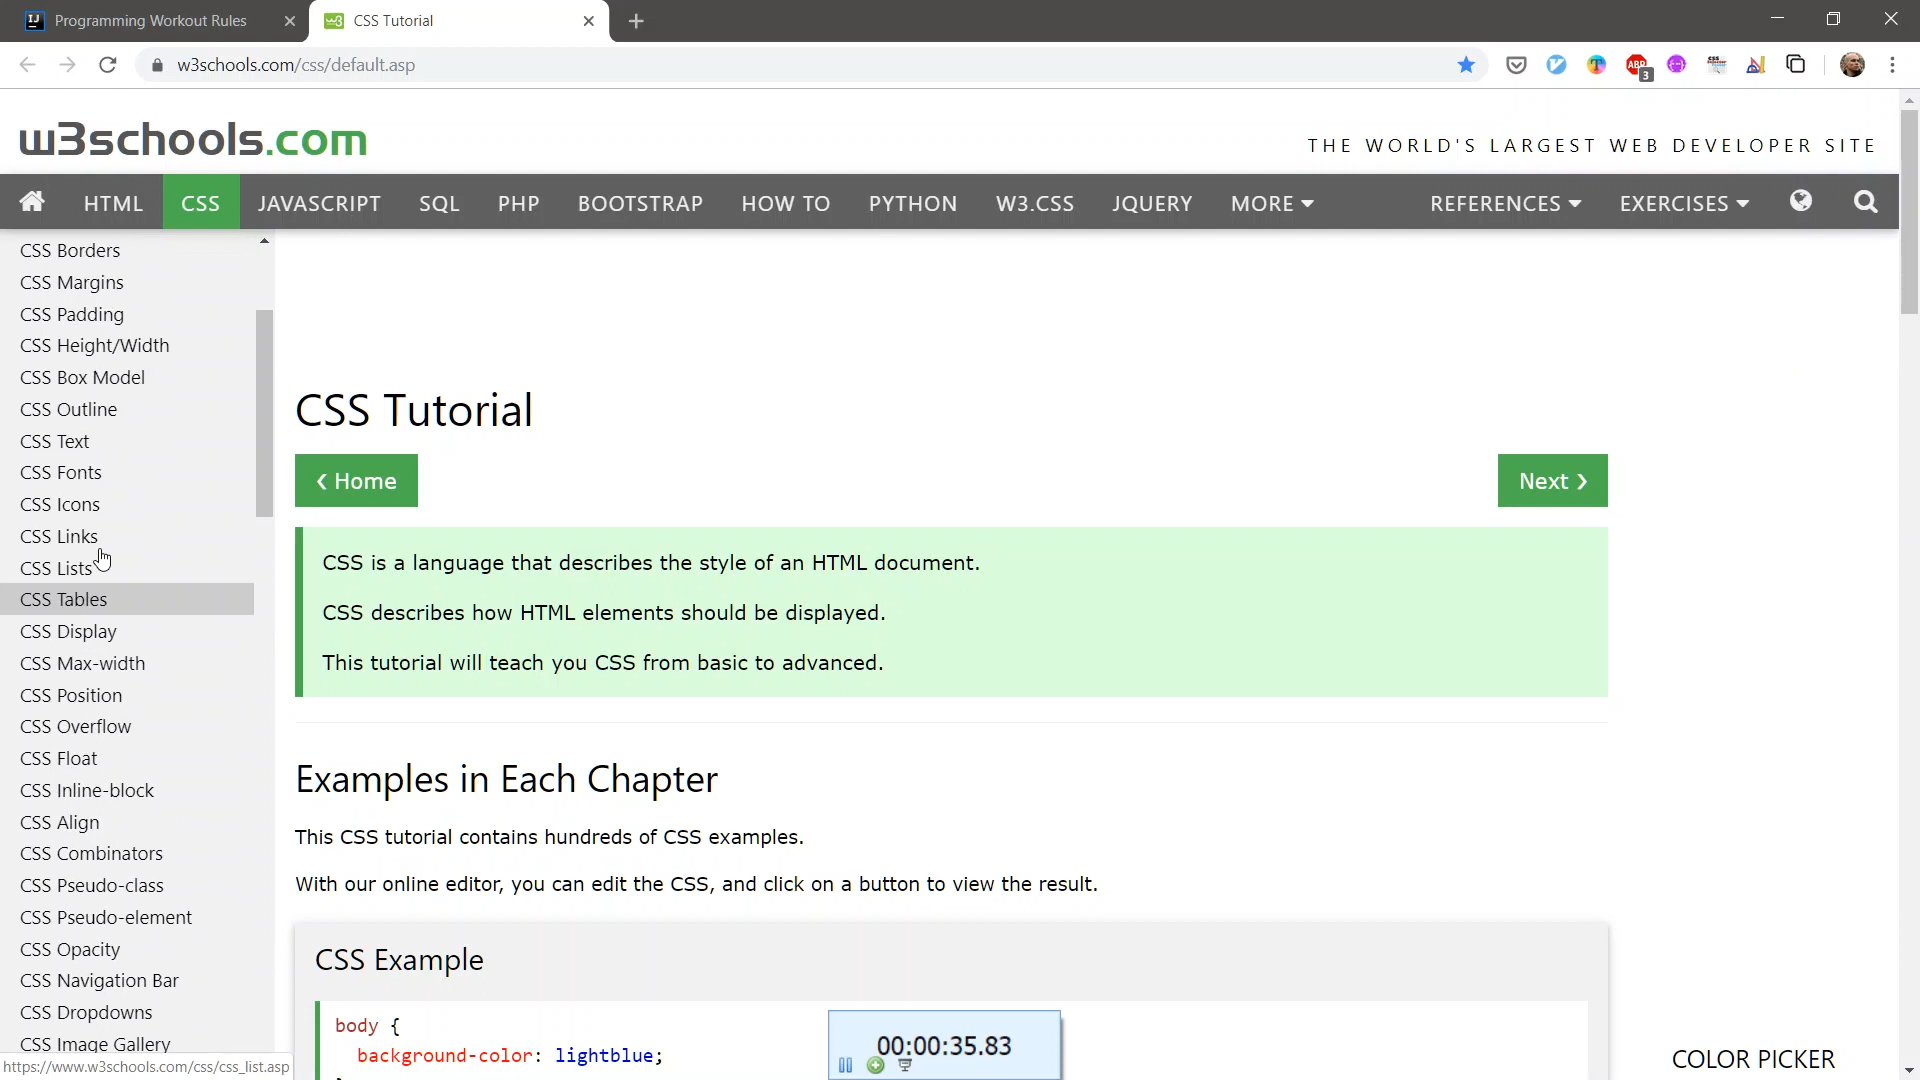 Programming Workout Rules
CSS Tutorial
w3schools.com/css/default.asp
ABP
3
CSS
w3schools.com
THE WORLD'S LARGEST WEB DEVELOPER SITE
HTML CSS JAVASCRIPT SQL PHP BOOTSTRAP HOW TO PYTHON W3.CSS JQUERY MORE REFERENCES EXERCISES
CSS Borders
CSS Margins
CSS Padding
CSS Height/Width
CSS Box Model
CSS Outline
CSS Text
CSS Fonts
CSS Icons
CSS Links
CSS Lists
CSS Tables
CSS Display
CSS Max-width
CSS Position
CSS Overflow
CSS Float
CSS Inline-block
CSS Align
CSS Combinators
CSS Pseudo-class
CSS Pseudo-element
CSS Opacity
CSS Navigation Bar
CSS Dropdowns
CSS Image Gallery
https://www.w3schools.com/css/css_list.asp
CSS Tutorial
❮ Home
Next ❯
CSS is a language that describes the style of an HTML document.
CSS describes how HTML elements should be displayed.
This tutorial will teach you CSS from basic to advanced.
Examples in Each Chapter
This CSS tutorial contains hundreds of CSS examples.
With our online editor, you can edit the CSS, and click on a button to view the result.
CSS Example
body {
background-color: lightblue;
00:00:35.83
COLOR PICKER